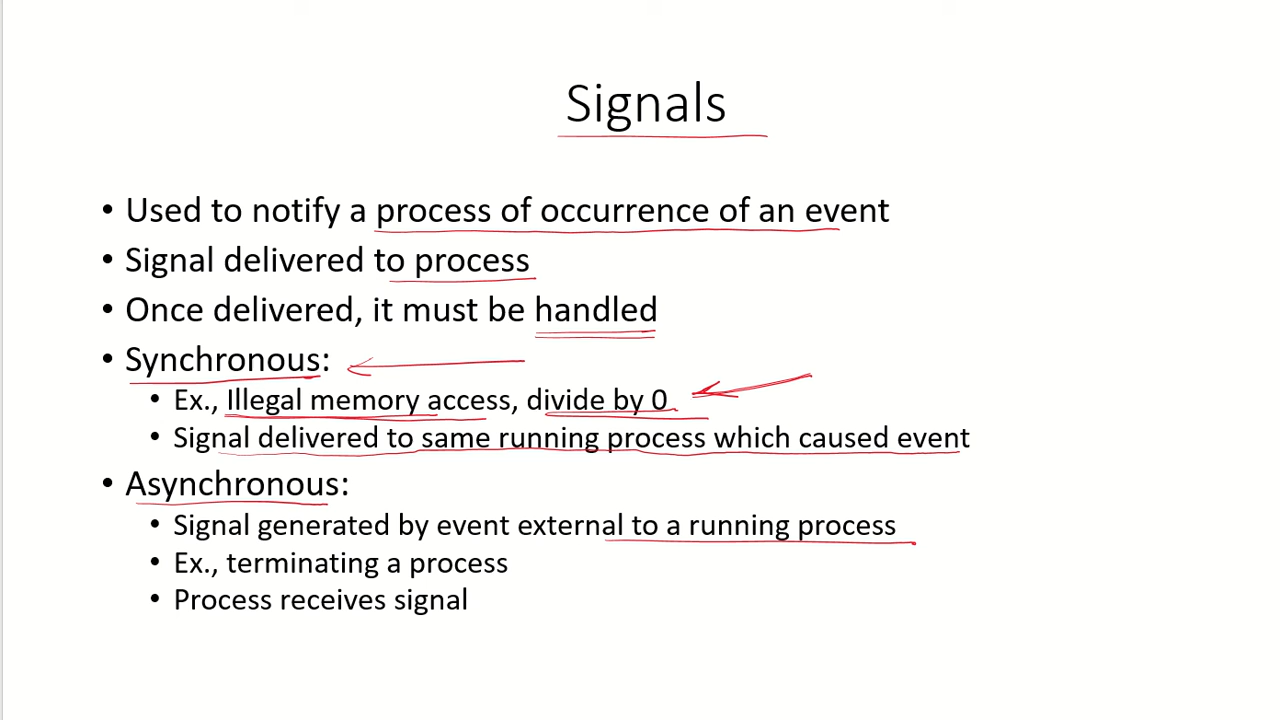 Signals
• Used to notify a process of occurrence of an event
• Signal delivered to process
• Once delivered, it must be handled
• Synchronous:
• Ex., Illegal memory access, divide by 0
• Signal delivered to same running process which caused event
• Asynchronous:
• Signal generated by event external to a running process
• Ex., terminating a process
• Process receives signal